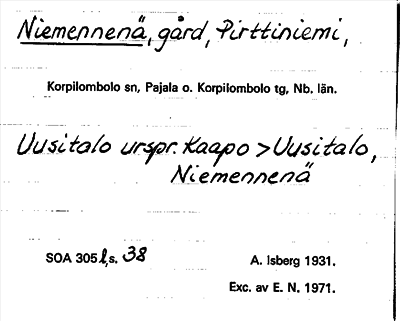 Niemennenä, gård, Pirttiniemi,
Korpilombolo sn, Pajala o. Korpilombolo tg, Nb. län.
Uusitalo urspr. Kaapo > Uusitalo,
Niemennenä
SOA 305 l, s. 38
A. Isberg 1931.
Exc. av E. N. 1971.